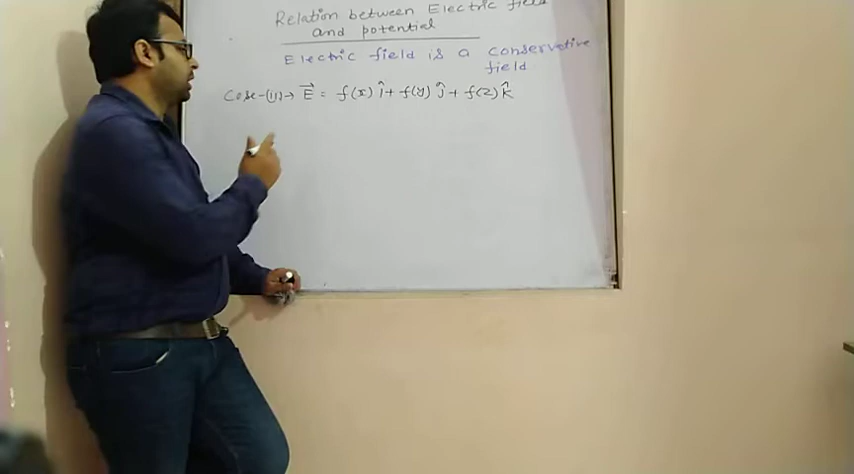 Relation between Electric field
and potential
Electric field is a conservative
field
Case-(ii)→ E⃗ = f(x) î + f(y) ĵ + f(z) k̂